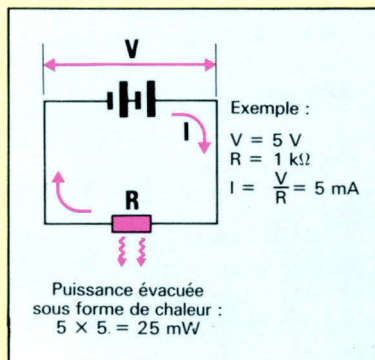 V
I
R
Exemple :
V = 5 V
R = 1 kΩ
I = V/R = 5 mA
Puissance évacuée
sous forme de chaleur :
5 × 5. = 25 mW